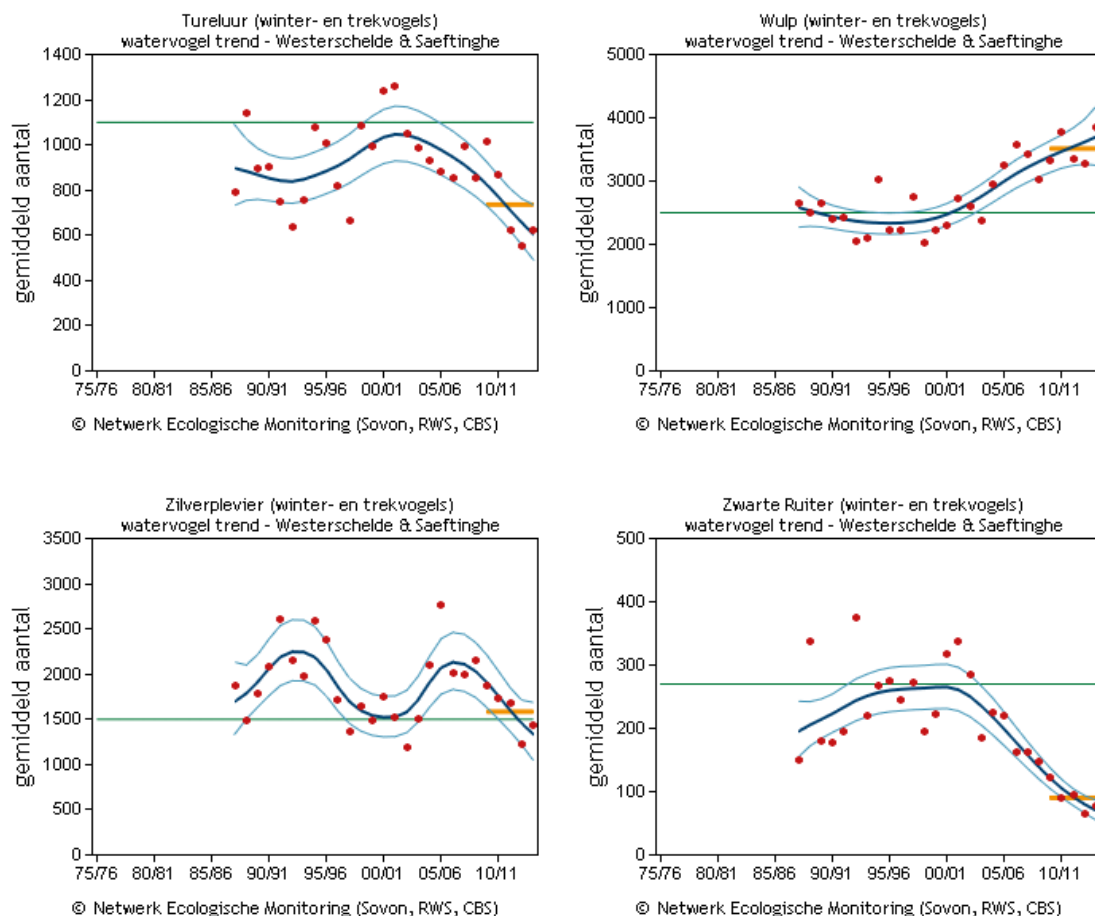 Tureluur (winter- en trekvogels)
watervogel trend - Westerschelde & Saeftinghe
gemiddeld aantal
1400
1200
1000
800
600
400
200
0
75/76 80/81 85/86 90/91 95/96 00/01 05/06 10/11
© Netwerk Ecologische Monitoring (Sovon, RWS, CBS)
Wulp (winter- en trekvogels)
watervogel trend - Westerschelde & Saeftinghe
gemiddeld aantal
5000
4000
3000
2000
1000
0
75/76 80/81 85/86 90/91 95/96 00/01 05/06 10/11
© Netwerk Ecologische Monitoring (Sovon, RWS, CBS)
Zilverplevier (winter- en trekvogels)
watervogel trend - Westerschelde & Saeftinghe
gemiddeld aantal
3500
3000
2500
2000
1500
1000
500
0
75/76 80/81 85/86 90/91 95/96 00/01 05/06 10/11
© Netwerk Ecologische Monitoring (Sovon, RWS, CBS)
Zwarte Ruiter (winter- en trekvogels)
watervogel trend - Westerschelde & Saeftinghe
gemiddeld aantal
500
400
300
200
100
0
75/76 80/81 85/86 90/91 95/96 00/01 05/06 10/11
© Netwerk Ecologische Monitoring (Sovon, RWS, CBS)